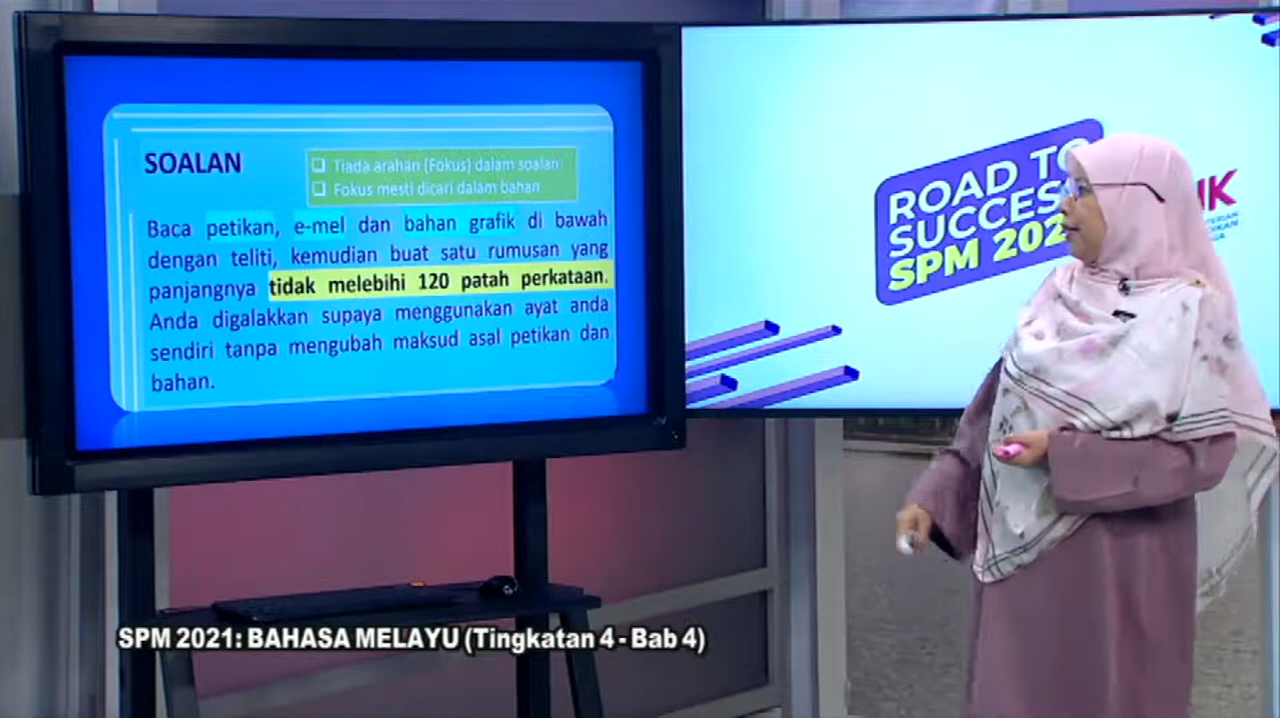 SOALAN
❑ Tiada arahan (Fokus) dalam soalan
❑ Fokus mesti dicari dalam bahan
Baca petikan, e-mel dan bahan grafik di bawah
dengan teliti, kemudian buat satu rumusan yang
panjangnya tidak melebihi 120 patah perkataan.
Anda digalakkan supaya menggunakan ayat anda
sendiri tanpa mengubah maksud asal petikan dan
bahan.
ROAD TO
SUCCESS
SPM 202
SPM 2021: BAHASA MELAYU (Tingkatan 4 - Bab 4)